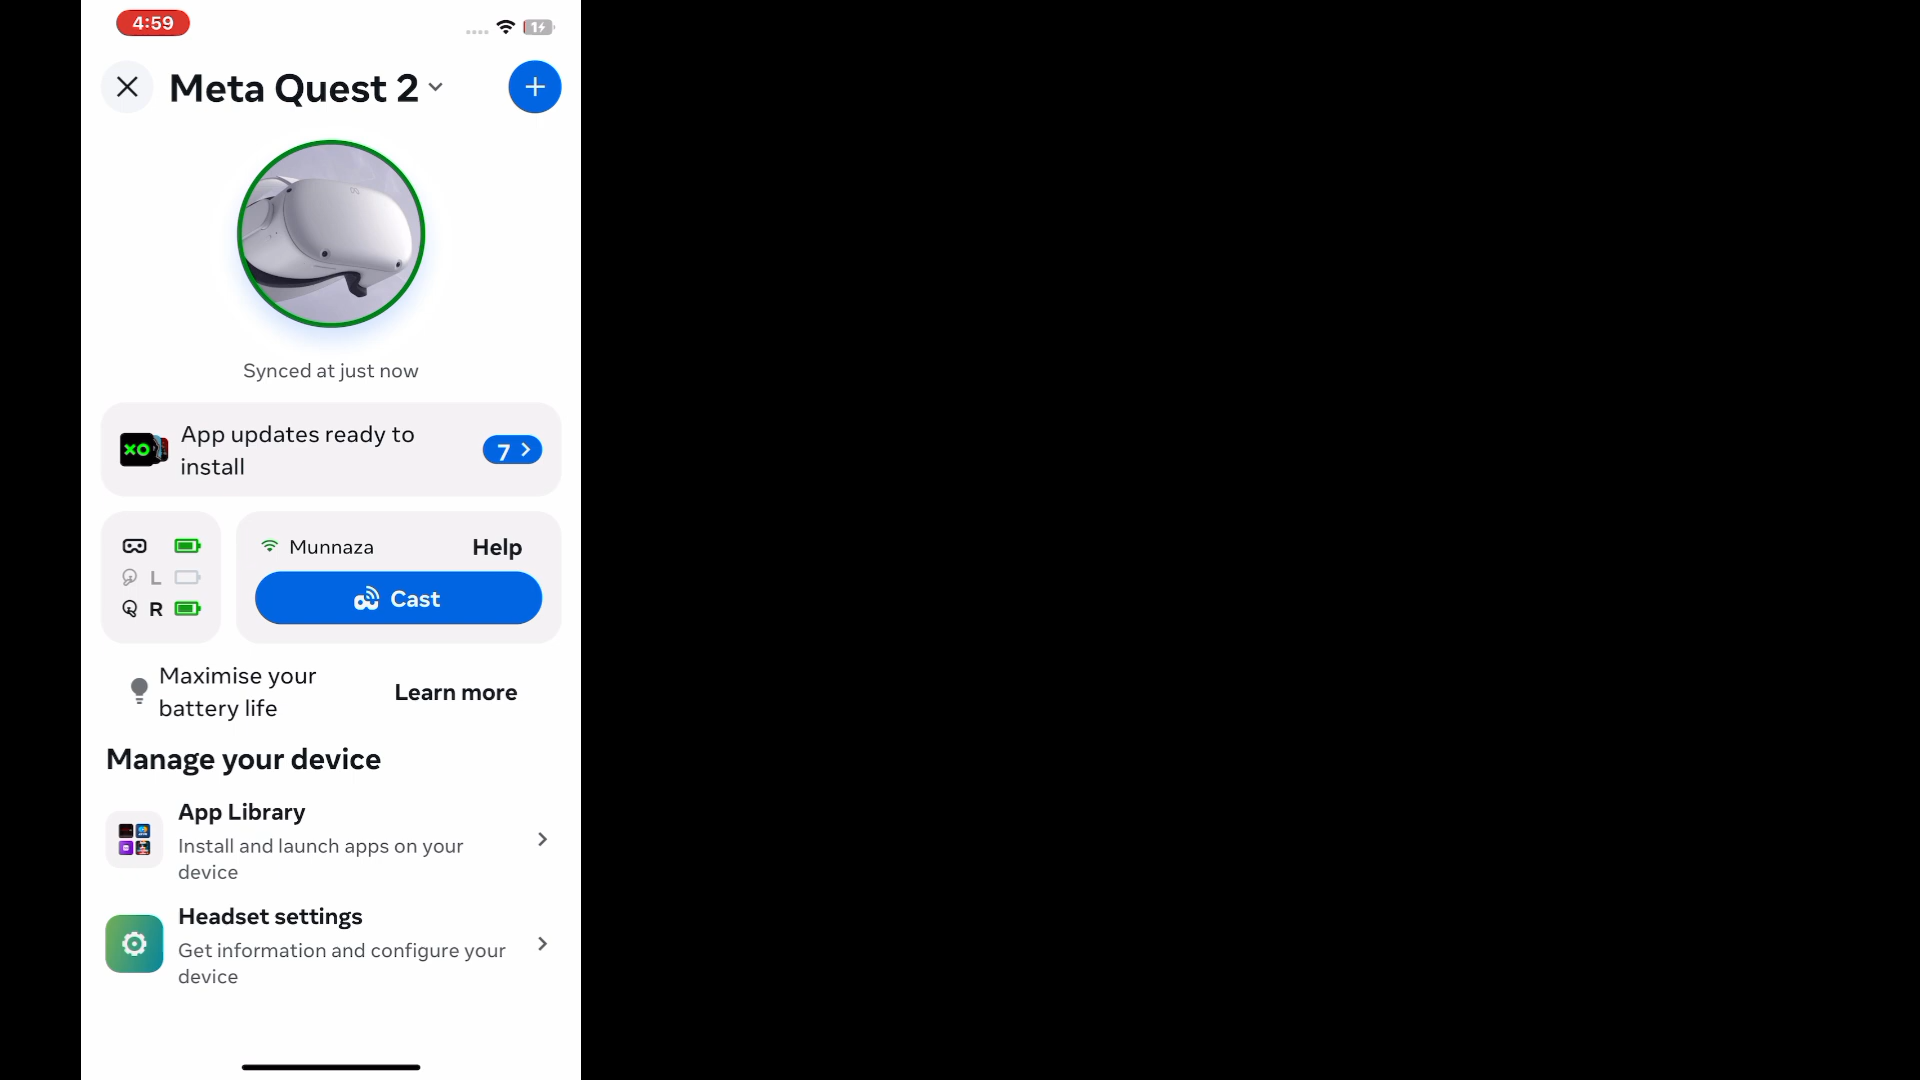 4:59
1
Meta Quest 2
Synced at just now
XO
App updates ready to
install
7
Munnaza
Help
L
R
Cast
Maximise your
battery life
Learn more
Manage your device
App Library
Install and launch apps on your
device
Headset settings
Get information and configure your
device